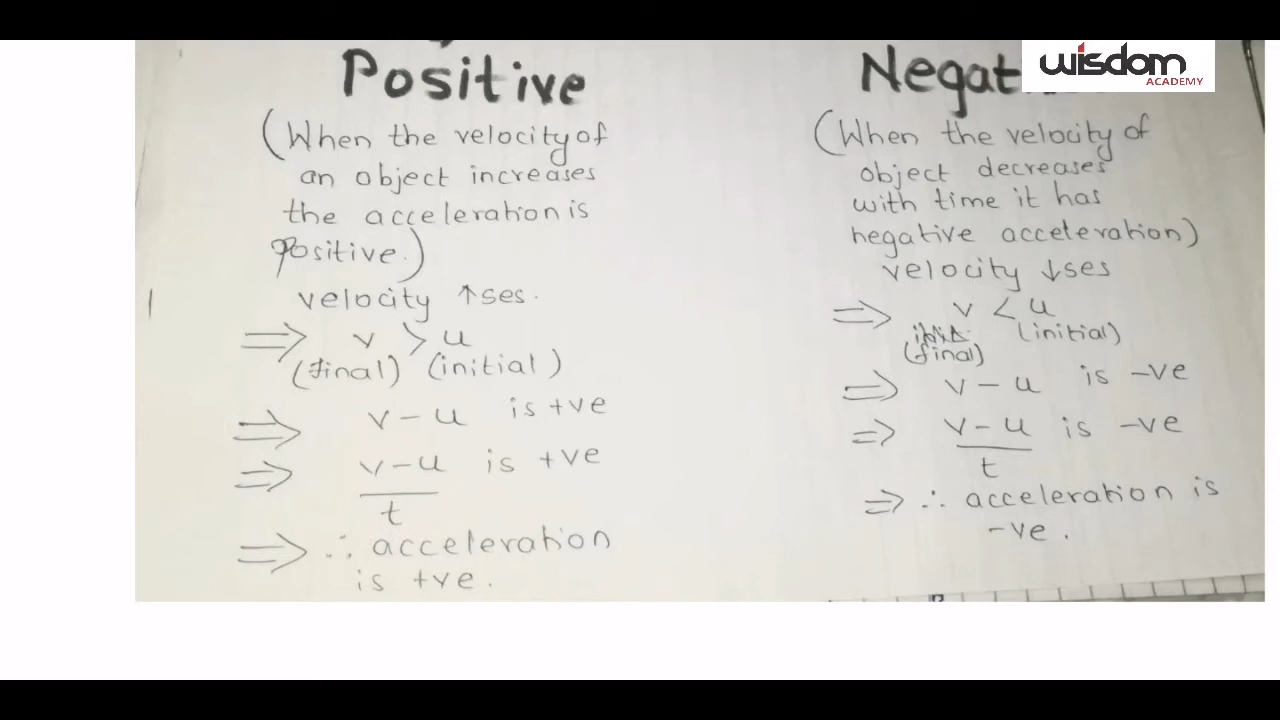 Positive
(When the velocity of
an object increases
the acceleration is
positive.)
velocity ↑ses.
⇒ v > u
(final) (initial)
⇒ v - u is +ve
⇒ v - u is +ve
t
⇒ ∴ acceleration
is +ve.
wisdom
ACADEMY
(When the velocity of
object decreases
with time it has
negative acceleration)
velocity ↓ses
⇒ v < u
(initial)
(final)
⇒ v - u is -ve
⇒ v - u is -ve
t
⇒ ∴ acceleration is
-ve.